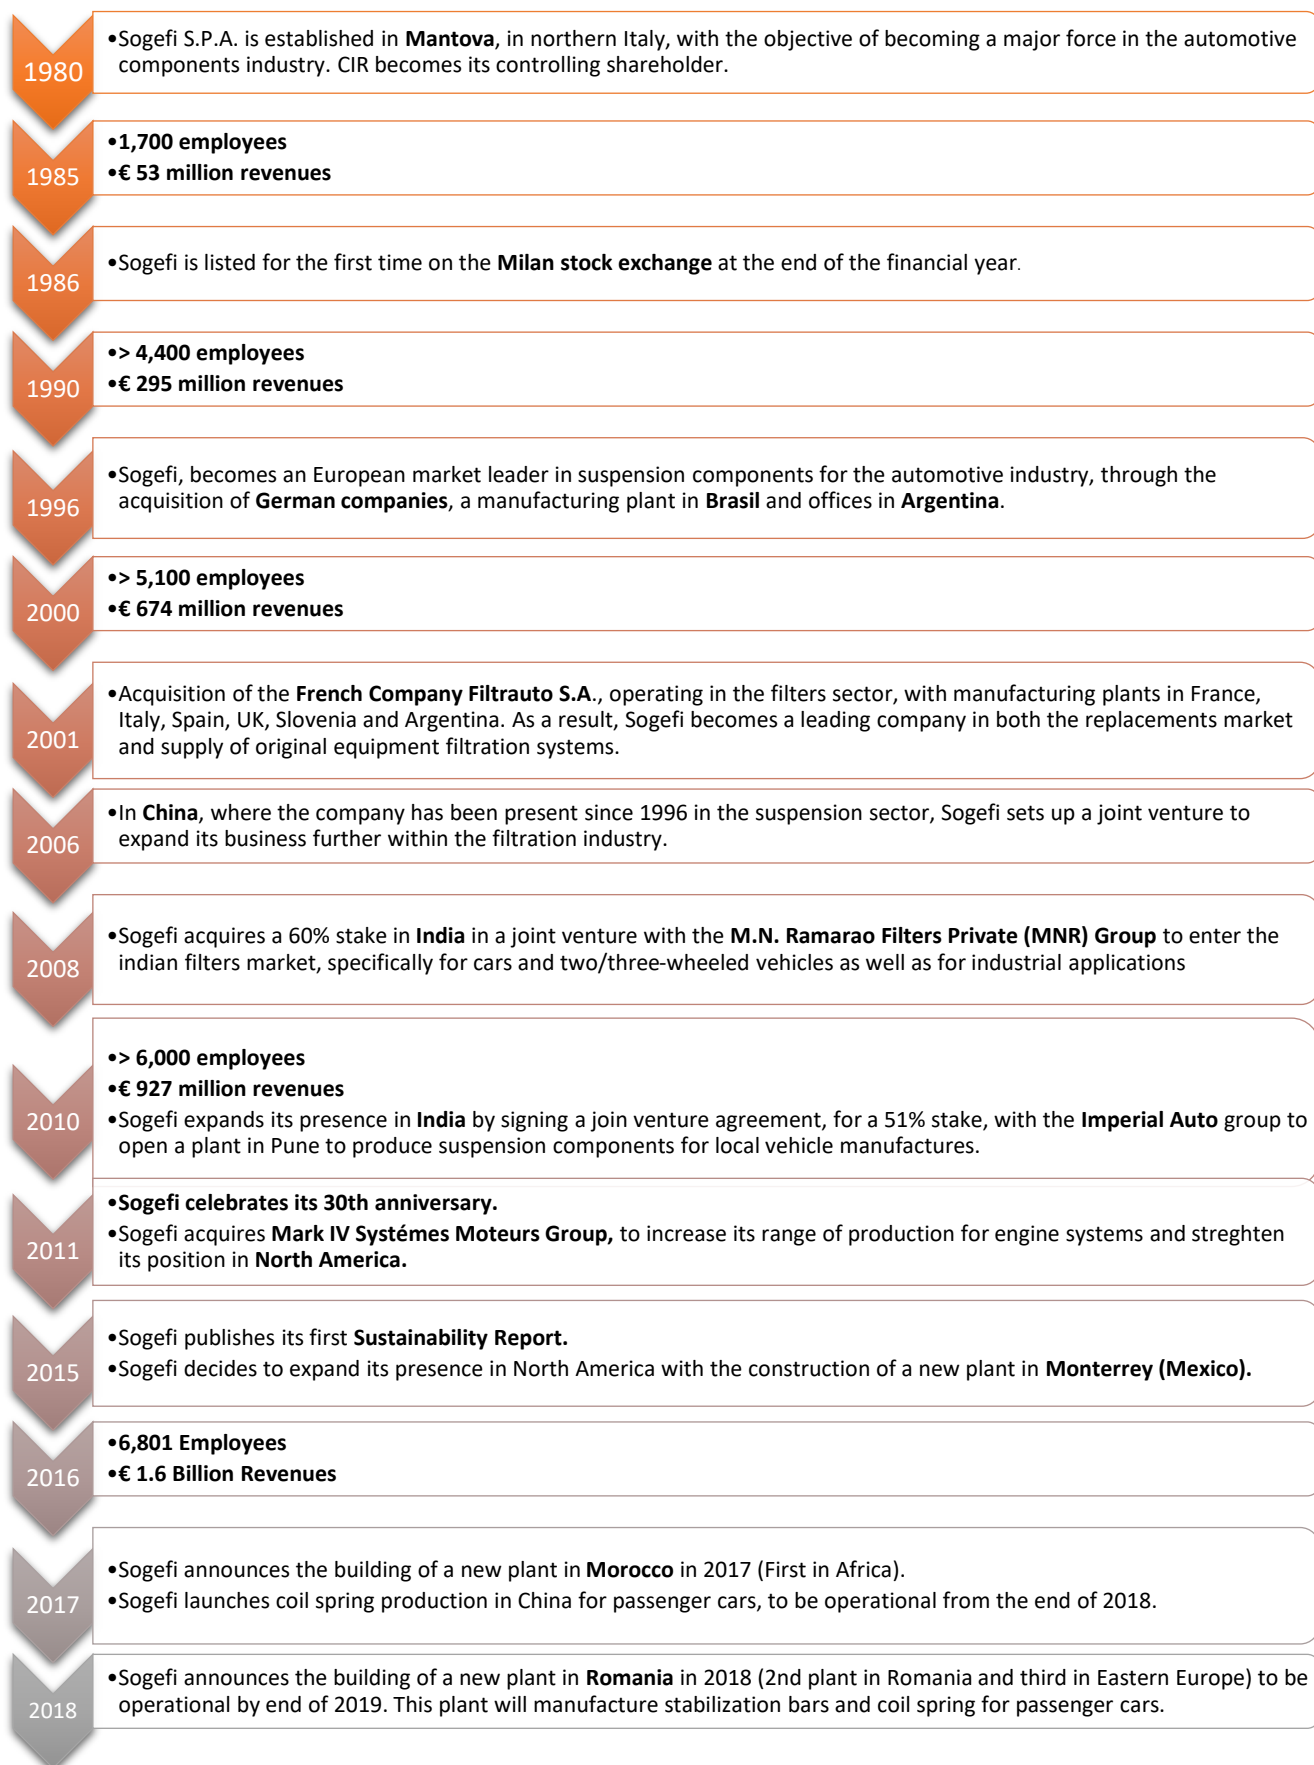 1980
•Sogefi S.P.A. is established in Mantova, in northern Italy, with the objective of becoming a major force in the automotive
components industry. CIR becomes its controlling shareholder.
1985
•1,700 employees
•€ 53 million revenues
1986
•Sogefi is listed for the first time on the Milan stock exchange at the end of the financial year.
1990
•> 4,400 employees
•€ 295 million revenues
1996
•Sogefi, becomes an European market leader in suspension components for the automotive industry, through the
acquisition of German companies, a manufacturing plant in Brasil and offices in Argentina.
2000
•> 5,100 employees
•€ 674 million revenues
2001
•Acquisition of the French Company Filtrauto S.A., operating in the filters sector, with manufacturing plants in France,
Italy, Spain, UK, Slovenia and Argentina. As a result, Sogefi becomes a leading company in both the replacements market
and supply of original equipment filtration systems.
2006
•In China, where the company has been present since 1996 in the suspension sector, Sogefi sets up a joint venture to
expand its business further within the filtration industry.
2008
•Sogefi acquires a 60% stake in India in a joint venture with the M.N. Ramarao Filters Private (MNR) Group to enter the
indian filters market, specifically for cars and two/three-wheeled vehicles as well as for industrial applications
2010
•> 6,000 employees
•€ 927 million revenues
•Sogefi expands its presence in India by signing a join venture agreement, for a 51% stake, with the Imperial Auto group to
open a plant in Pune to produce suspension components for local vehicle manufactures.
2011
•Sogefi celebrates its 30th anniversary.
•Sogefi acquires Mark IV Systémes Moteurs Group, to increase its range of production for engine systems and streghten
its position in North America.
2015
•Sogefi publishes its first Sustainability Report.
•Sogefi decides to expand its presence in North America with the construction of a new plant in Monterrey (Mexico).
2016
•6,801 Employees
•€ 1.6 Billion Revenues
2017
•Sogefi announces the building of a new plant in Morocco in 2017 (First in Africa).
•Sogefi launches coil spring production in China for passenger cars, to be operational from the end of 2018.
2018
•Sogefi announces the building of a new plant in Romania in 2018 (2nd plant in Romania and third in Eastern Europe) to be
operational by end of 2019. This plant will manufacture stabilization bars and coil spring for passenger cars.